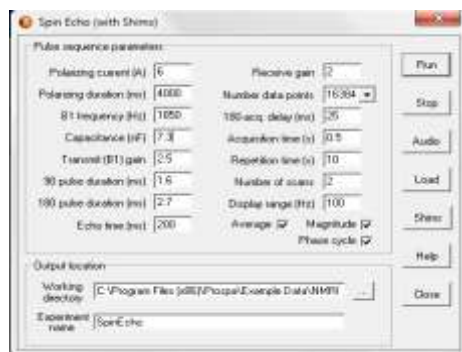 Spin Echo (with Shims)
Pulse sequence parameters
Polarizing current (A) 6
Polarizing duration (ms) 4000
B1 frequency (Hz) 1850
Capacitance (nF) 7.3
Transmit (B1) gain 2.5
90 pulse duration (ms) 1.6
180 pulse duration (ms) 2.7
Echo time (ms) 200
Receive gain 2
Number data points 16384
180-acq. delay (ms) 25
Acquisition time (s) 0.5
Repetition time (s) 10
Number of scans 2
Display range (Hz) 100
Average Magnitude
Phase cycle
Run
Stop
Audio
Load
Shims
Help
Close
Output location
Working directory C:\Program Files (x86)\Prospa\Example Data\NMR\
...
Experiment name SpinEcho